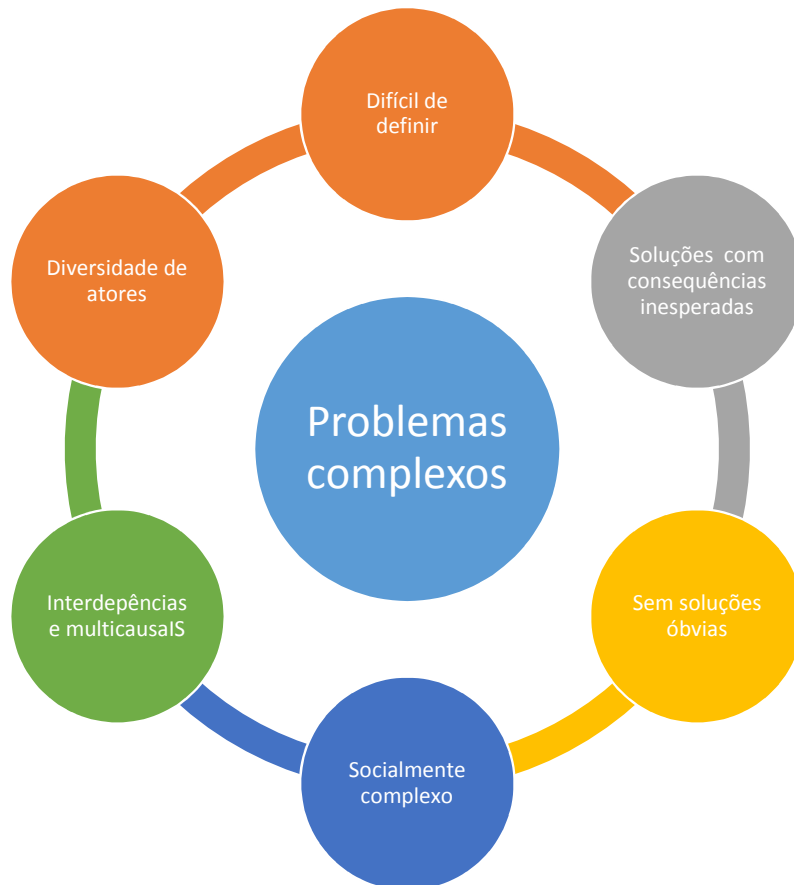 Difícil de
definir
Soluções com
consequências
inesperadas
Sem soluções
óbvias
Socialmente
complexo
Interdepências
e multicausaIS
Diversidade de
atores
Problemas
complexos